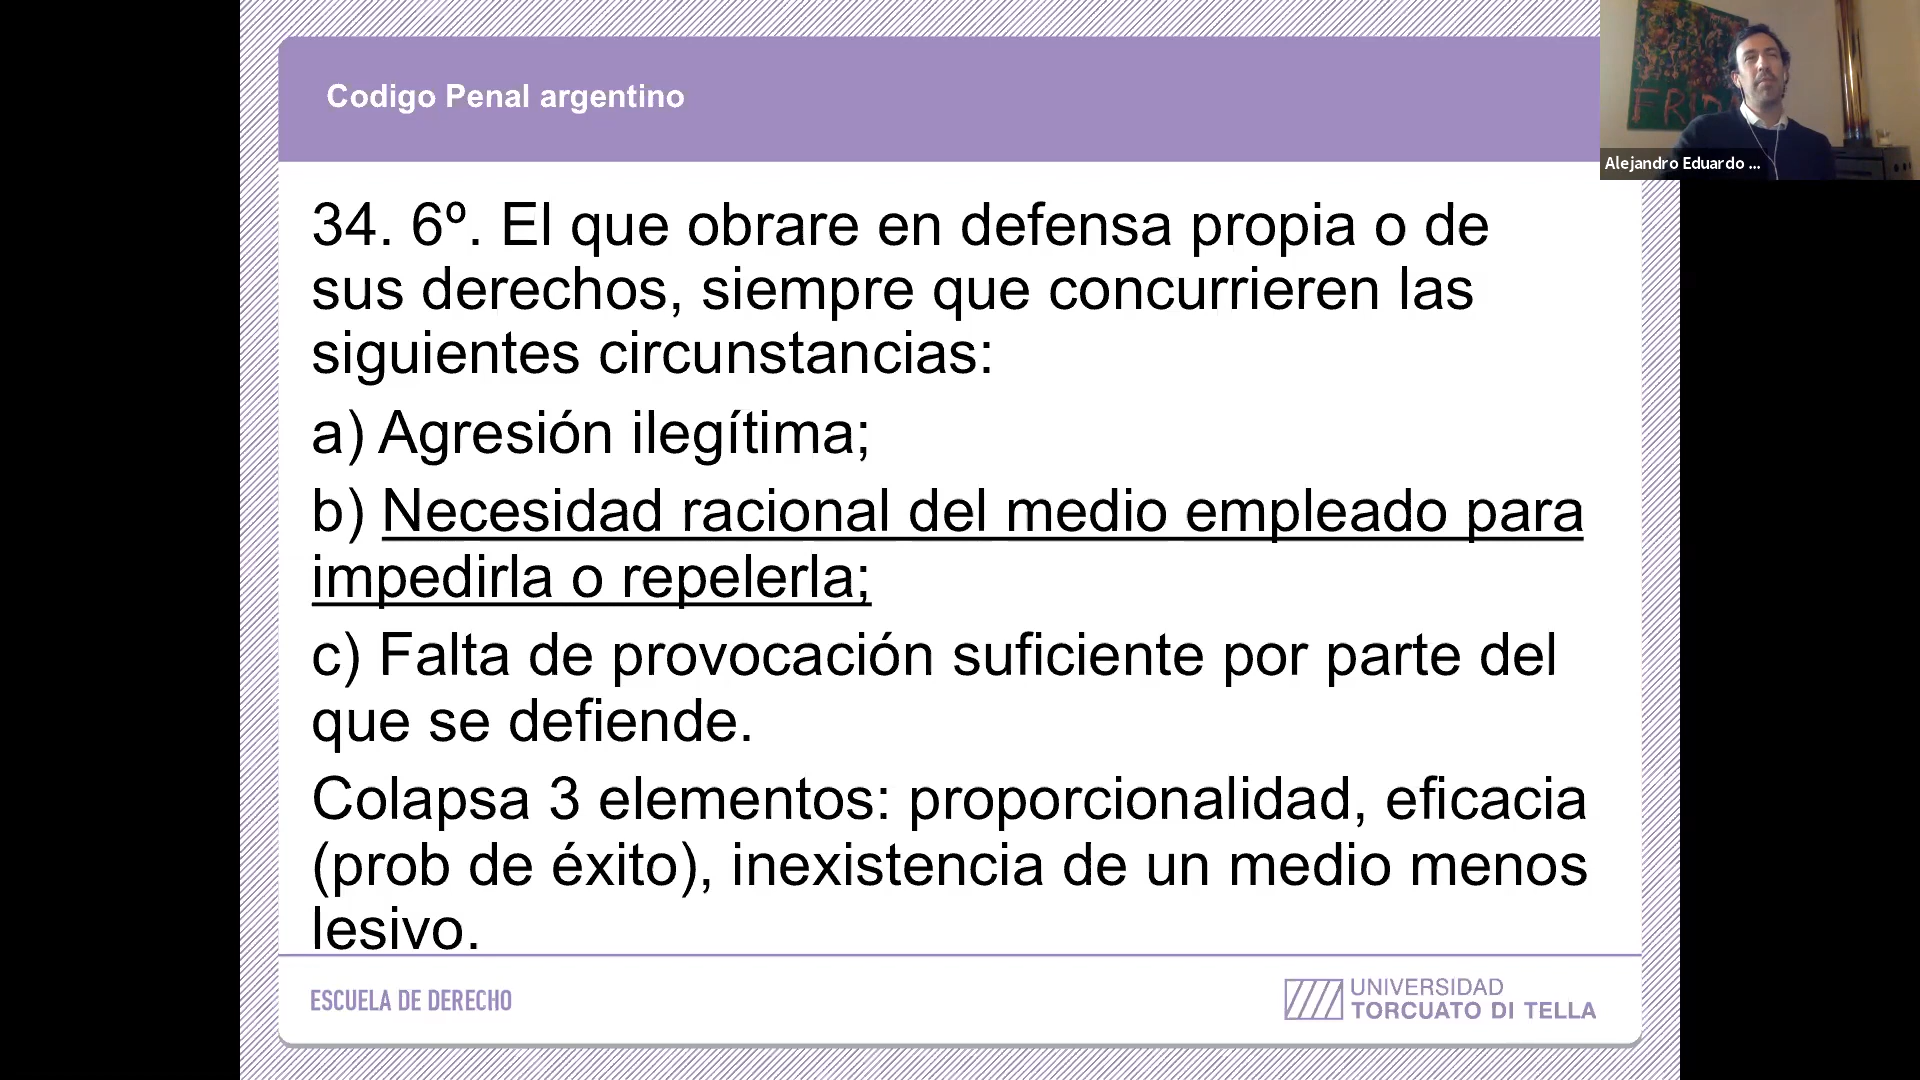 Codigo Penal argentino
34. 6º. El que obrare en defensa propia o de
sus derechos, siempre que concurrieren las
siguientes circunstancias:
a) Agresión ilegítima;
b) Necesidad racional del medio empleado para
impedirla o repelerla;
c) Falta de provocación suficiente por parte del
que se defiende.
Colapsa 3 elementos: proporcionalidad, eficacia
(prob de éxito), inexistencia de un medio menos
lesivo.
ESCUELA DE DERECHO
UNIVERSIDAD
TORCUATO DI TELLA
Alejandro Eduardo ...